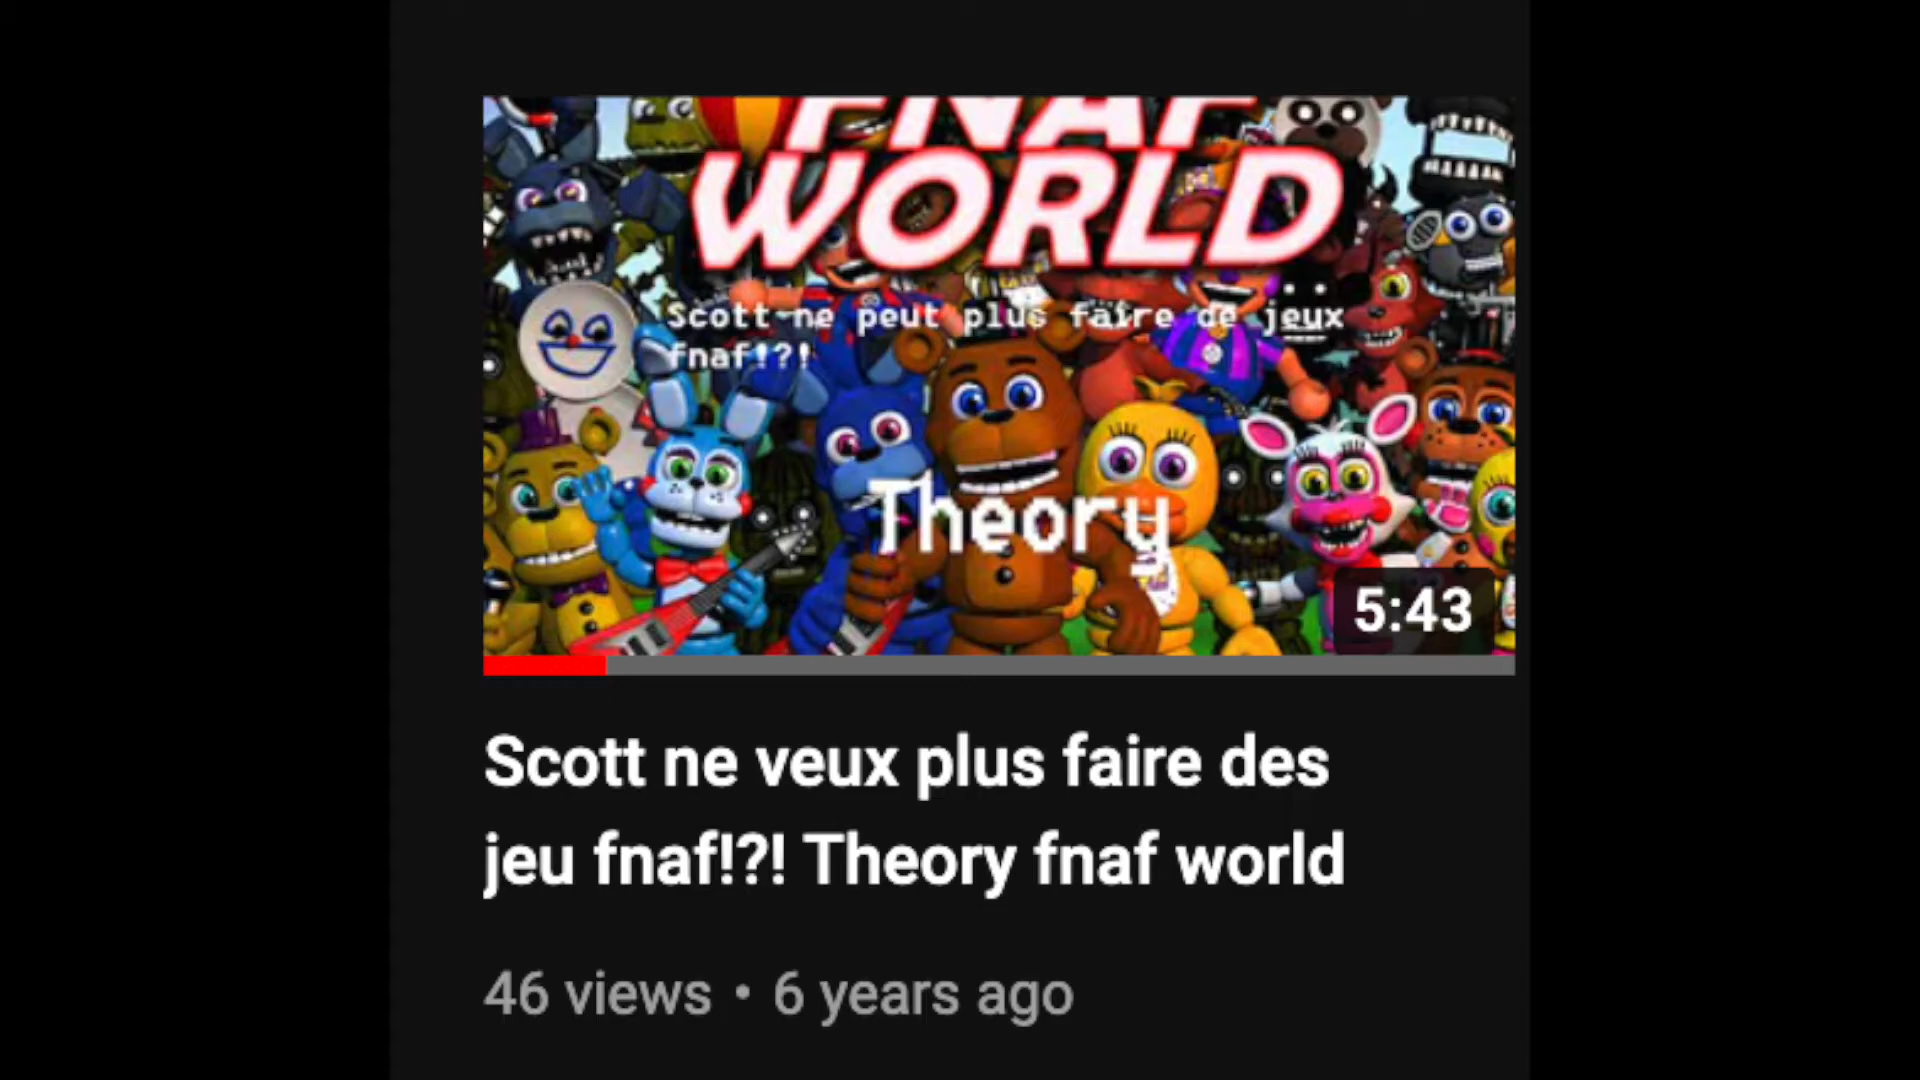 FNAF
WORLD
Scott ne peut plus faire de jeux
fnaf!?!
Theory
5:43
Scott ne veux plus faire des
jeu fnaf!?! Theory fnaf world
46 views • 6 years ago